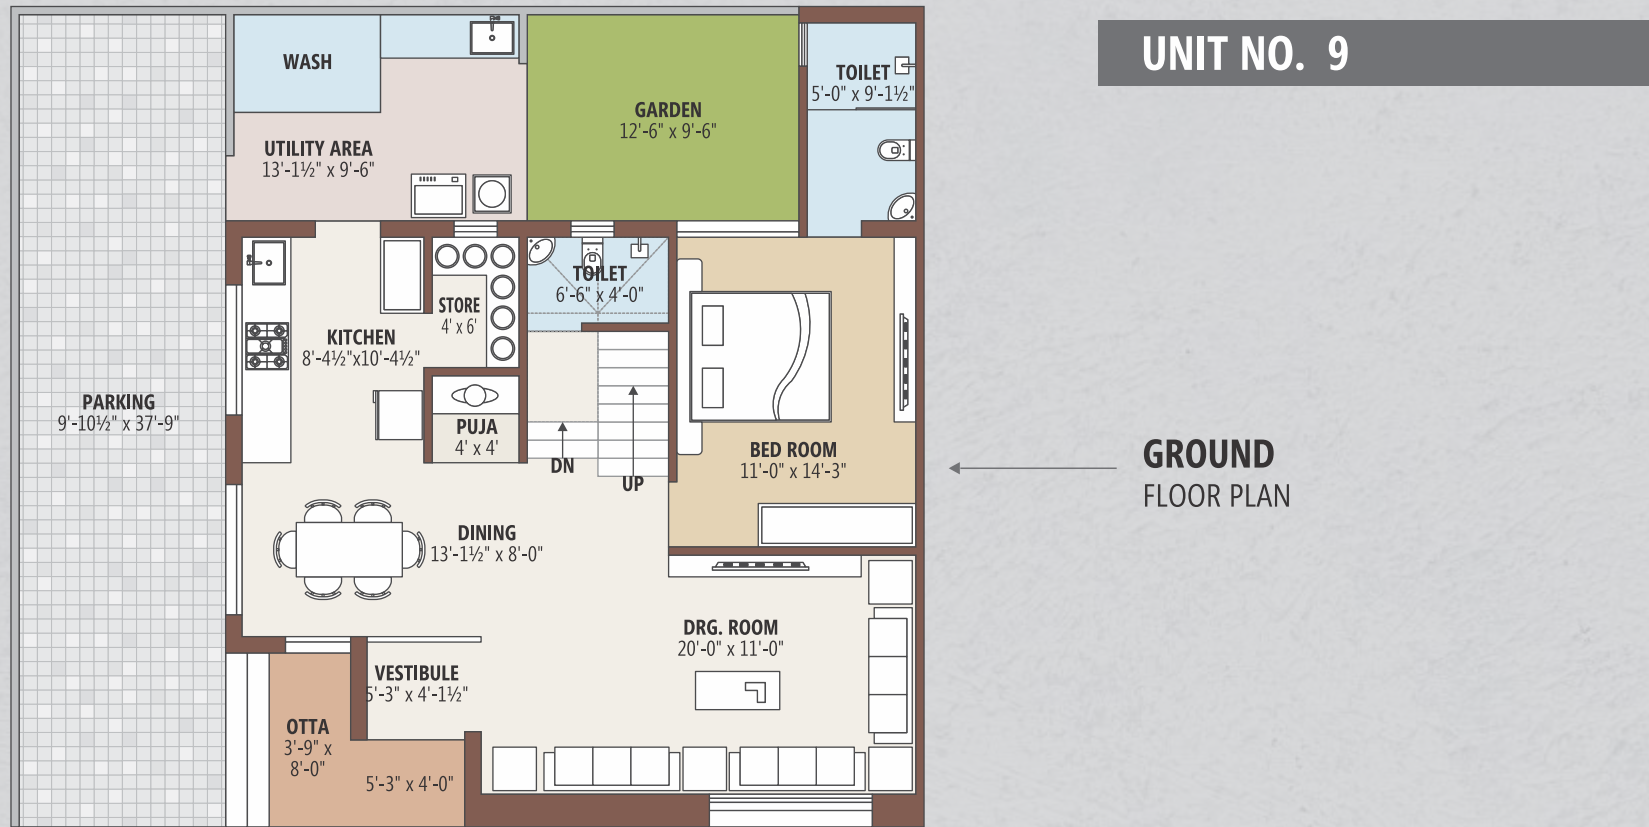 UNIT NO. 9
WASH
UTILITY AREA
13'-1½" x 9'-6"
GARDEN
12'-6" x 9'-6"
TOILET
5'-0" x 9'-1½"
PARKING
9'-10½" x 37'-9"
KITCHEN
8'-4½"x10'-4½"
STORE
4' x 6'
PUJA
4' x 4'
TOILET
6'-6" x 4'-0"
DN
UP
BED ROOM
11'-0" x 14'-3"
GROUND
FLOOR PLAN
DINING
13'-1½" x 8'-0"
DRG. ROOM
20'-0" x 11'-0"
VESTIBULE
5'-3" x 4'-1½"
OTTA
3'-9" x
8'-0"
5'-3" x 4'-0"